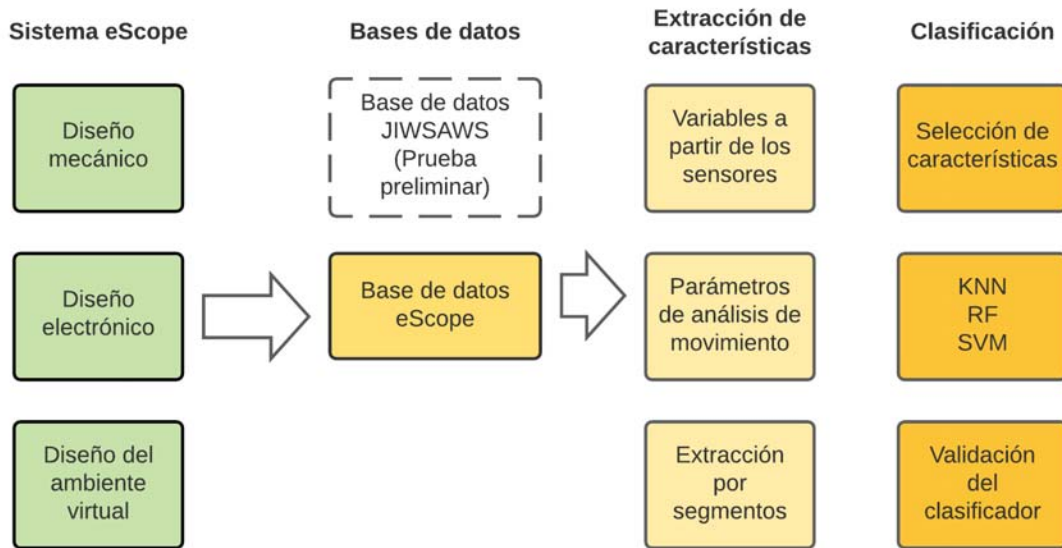 Sistema eScope
Bases de datos
Extracción de
características
Clasificación
Diseño
mecánico
Base de datos
JIWSAWS
(Prueba
preliminar)
Variables a
partir de los
sensores
Selección de
características
Diseño
electrónico
Base de datos
eScope
Parámetros
de análisis de
movimiento
KNN
RF
SVM
Diseño del
ambiente
virtual
Extracción
por
segmentos
Validación
del
clasificador